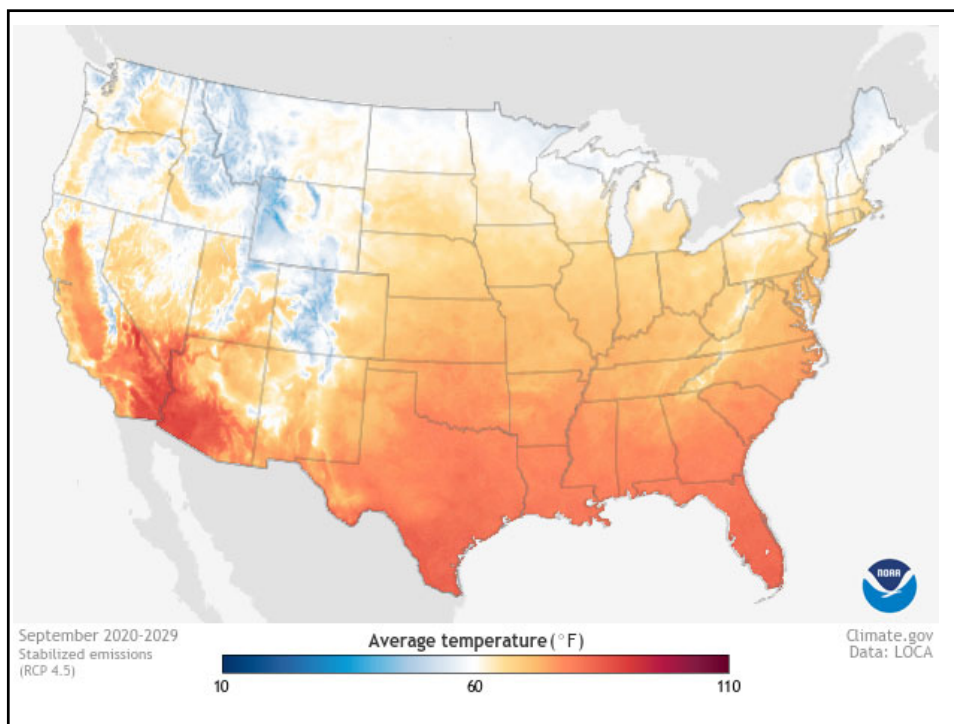 NOAA
September 2020-2029
Stabilized emissions
(RCP 4.5)
Average temperature (°F)
10
60
110
Climate.gov
Data: LOCA